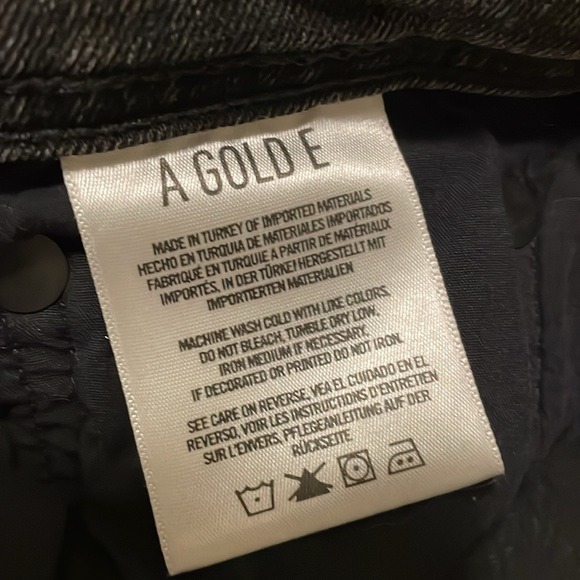 A GOLD E
MADE IN TURKEY OF IMPORTED MATERIALS
HECHO EN TURQUIA DE MATERIALES IMPORTADOS
FABRIQUÉ EN TURQUIE A PARTIR DE MATÉRIAUX
IMPORTÉS, IN DER TÜRKEI HERGESTELLT MIT
IMPORTIERTEN MATERIALIEN
MACHINE WASH COLD WITH LIKE COLORS,
DO NOT BLEACH, TUMBLE DRY LOW,
IRON MEDIUM IF NECESSARY.
IF DECORATED OR PRINTED DO NOT IRON.
SEE CARE ON REVERSE, VEA EL CUIDADO EN EL
REVERSO, VOIR LES INSTRUCTIONS D'ENTRETIEN
SUR L'ENVERS, PFLEGEANLEITUNG AUF DER
RÜCKSEITE